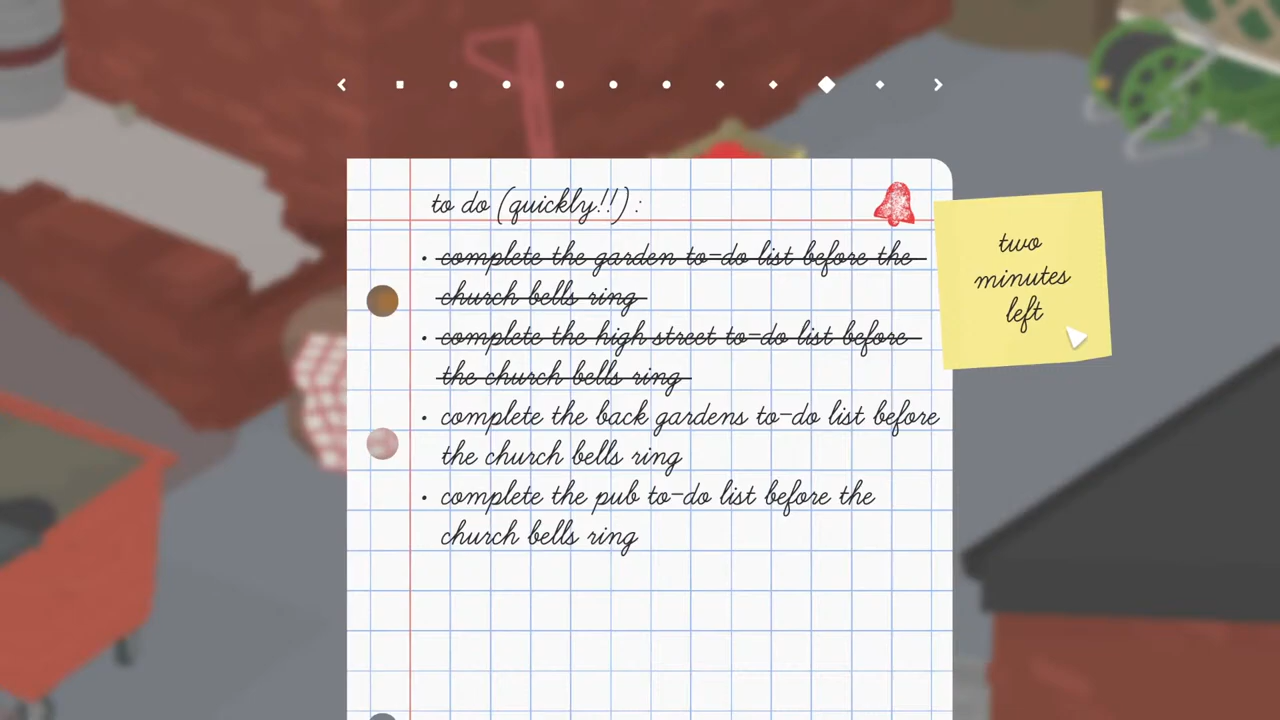 to do (quickly!!) :
• complete the garden to-do list before the
church bells ring
• complete the high street to-do list before
the church bells ring
• complete the back gardens to-do list before
the church bells ring
• complete the pub to-do list before the
church bells ring
two
minutes
left